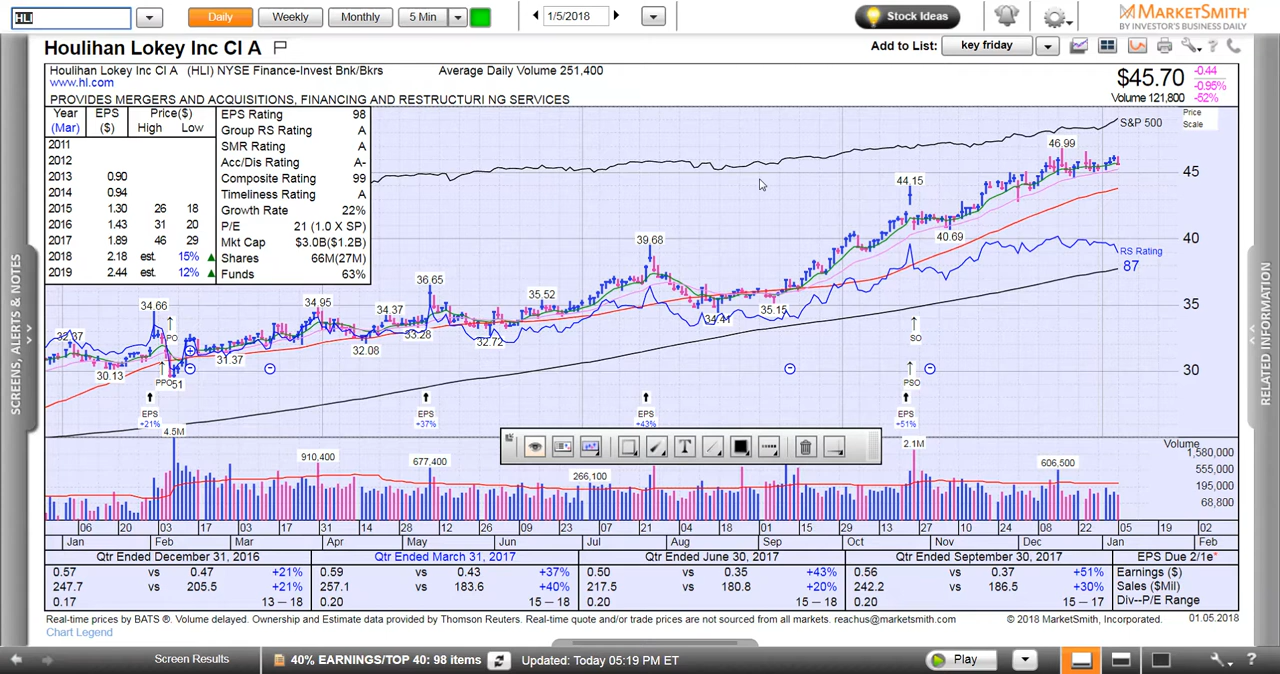 HLI Daily Weekly Monthly 5 Min 1/5/2018 Stock Ideas MARKETSMITH
BY INVESTOR'S BUSINESS DAILY
Houlihan Lokey Inc Cl A Add to List: key friday
Houlihan Lokey Inc Cl A (HLI) NYSE Finance-Invest Bnk/Bkrs Average Daily Volume 251,400 $45.70 -0.44
www.hl.com -0.95%
PROVIDES MERGERS AND ACQUISITIONS, FINANCING AND RESTRUCTURING SERVICES Volume 121,800 -52%
Year EPS Price($)
(Mar) ($) High Low
2011
2012
2013 0.90
2014 0.94
2015 1.30 26 18
2016 1.43 31 20
2017 1.89 46 29
2018 2.18 est. 15%
2019 2.44 est. 12%
EPS Rating 98
Group RS Rating A
SMR Rating A
Acc/Dis Rating A-
Composite Rating 98
Timeliness Rating A
Growth Rate 22%
P/E 21 (1.0 X SP)
Mkt Cap $3.0B($1.2B)
Shares 66M(27M)
Funds 63%
S&P 500
Price
Scale
46.99
45
44.15
40.69
40
39.68
RS Rating
87
36.65
35.52
35.15
35
34.66 34.95 34.37 34.41
33.28
32.37 32.08 32.72
31.37
30.13
30
51
PO SO
PPO PSO
EPS EPS EPS EPS
+21% +37% +43% +51%
T
4.5M 910,400 677,400 266,100 2.1M 606,500
Volume
1,580,000
555,000
195,000
68,800
06 20 03 17 03 17 31 14 28 12 26 09 23 07 21 04 18 01 15 29 13 27 10 24 08 22 05 19 02
Jan Feb Mar Apr May Jun Jul Aug Sep Oct Nov Dec Jan Feb
Qtr Ended December 31, 2016 Qtr Ended March 31, 2017 Qtr Ended June 30, 2017 Qtr Ended September 30, 2017 EPS Due 2/1e*
0.57 vs 0.47 +21% 0.59 vs 0.43 +37% 0.50 vs 0.35 +43% 0.56 vs 0.37 +51% Earnings ($)
247.7 vs 205.5 +21% 257.1 vs 183.6 +40% 217.5 vs 180.8 +20% 242.2 vs 186.5 +30% Sales ($Mil)
0.17 13 – 18 0.20 15 – 18 0.20 15 – 18 0.20 15 – 17 Div--P/E Range
Real-time prices by BATS ®. Volume delayed. Ownership and Estimate data provided by Thomson Reuters. Real-time quote and/or trade prices are not sourced from all markets. reachus@marketsmith.com © 2018 MarketSmith, Incorporated. 01.05.2018
Chart Legend
SCREENS, ALERTS & NOTES
RELATED INFORMATION
Screen Results 40% EARNINGS/TOP 40: 98 items Updated: Today 05:19 PM ET Play ?